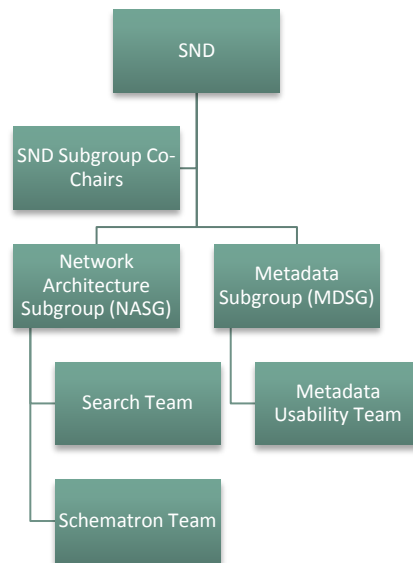 SND
SND Subgroup Co-
Chairs
Network
Architecture
Subgroup (NASG)
Metadata
Subgroup (MDSG)
Search Team
Metadata
Usability Team
Schematron Team